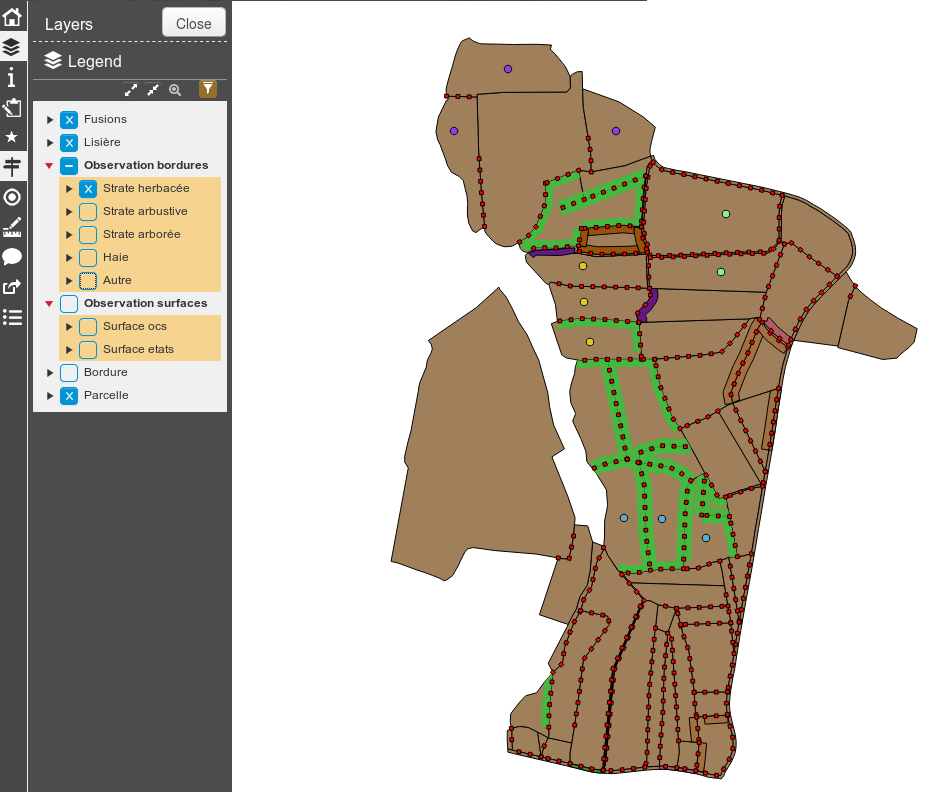 Layers
Close
Legend
Fusions
Lisière
Observation bordures
Strate herbacée
Strate arbustive
Strate arborée
Haie
Autre
Observation surfaces
Surface ocs
Surface etats
Bordure
Parcelle